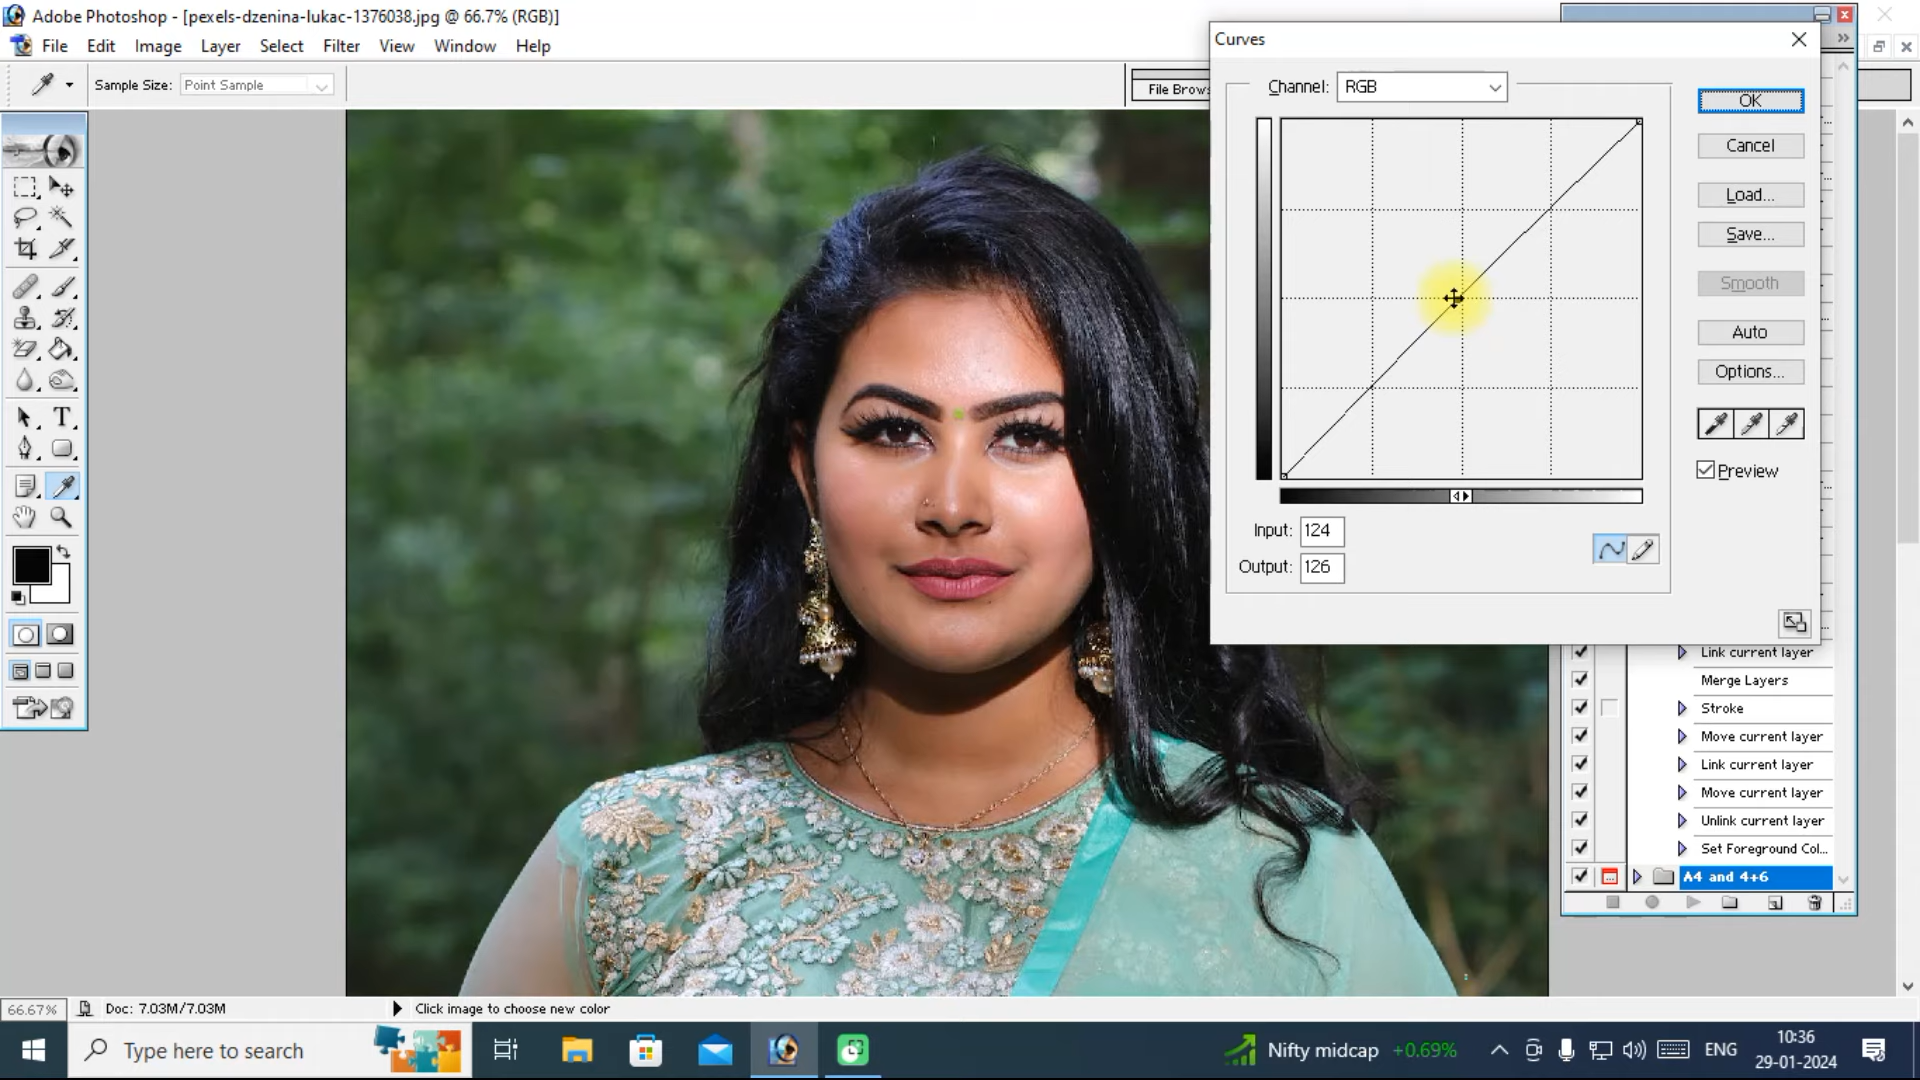 Adobe Photoshop - [pexels-dzenina-lukac-1376038.jpg @ 66.7% (RGB)]
File Edit Image Layer Select Filter View Window Help
Sample Size: Point Sample
File Brows
Curves
Channel: RGB
OK
Cancel
Load...
Save...
Smooth
Auto
Options...
Preview
Input: 124
Output: 126
T
Link current layer
Merge Layers
Stroke
Move current layer
Link current layer
Move current layer
Unlink current layer
Set Foreground Col...
A4 and 4+6
66.67% Doc: 7.03M/7.03M Click image to choose new color
Type here to search
Nifty midcap +0.69%
ENG
10:36
29-01-2024